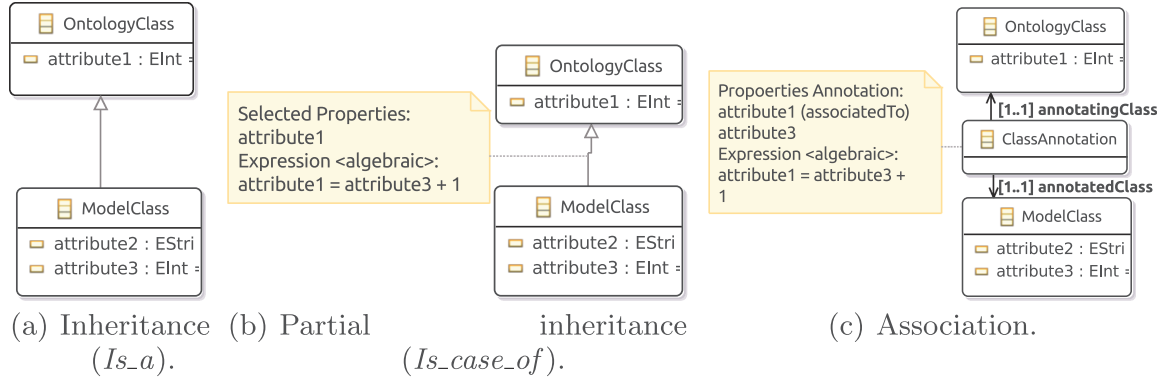 OntologyClass
attribute1 : EInt =
ModelClass
attribute2 : EStri
attribute3 : EInt =
(a) Inheritance
(Is_a).
Selected Properties:
attribute1
Expression <algebraic>:
attribute1 = attribute3 + 1
OntologyClass
attribute1 : EInt =
ModelClass
attribute2 : EStri
attribute3 : EInt =
(b) Partial inheritance
(Is_case_of).
Propoerties Annotation:
attribute1 (associatedTo)
attribute3
Expression <algebraic>:
attribute1 = attribute3 +
1
OntologyClass
attribute1 : EInt =
[1..1] annotatingClass
ClassAnnotation
[1..1] annotatedClass
ModelClass
attribute2 : EStri
attribute3 : EInt =
(c) Association.